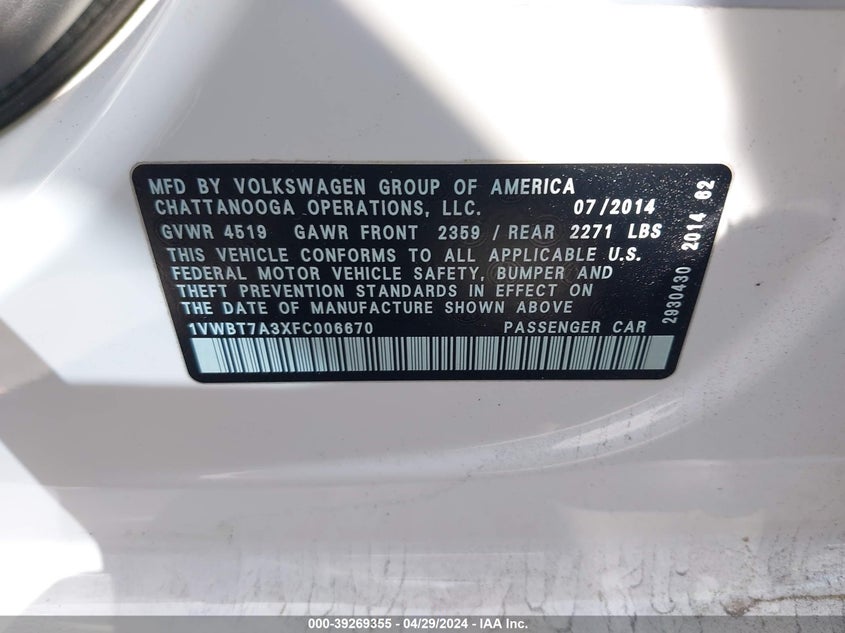 MFD BY VOLKSWAGEN GROUP OF AMERICA
CHATTANOOGA OPERATIONS, LLC. 07/2014
GVWR 4519 GAWR FRONT 2359 / REAR 2271 LBS
THIS VEHICLE CONFORMS TO ALL APPLICABLE U.S.
FEDERAL MOTOR VEHICLE SAFETY, BUMPER AND
THEFT PREVENTION STANDARDS IN EFFECT ON
THE DATE OF MANUFACTURE SHOWN ABOVE
1VWBT7A3XFC006670 PASSENGER CAR
2930430 2014 62
000-39269355 - 04/29/2024 - IAA Inc.